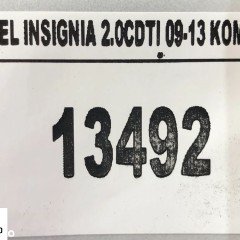 EL INSIGNIA 2.0CDTİ 09-13 KOM
13492